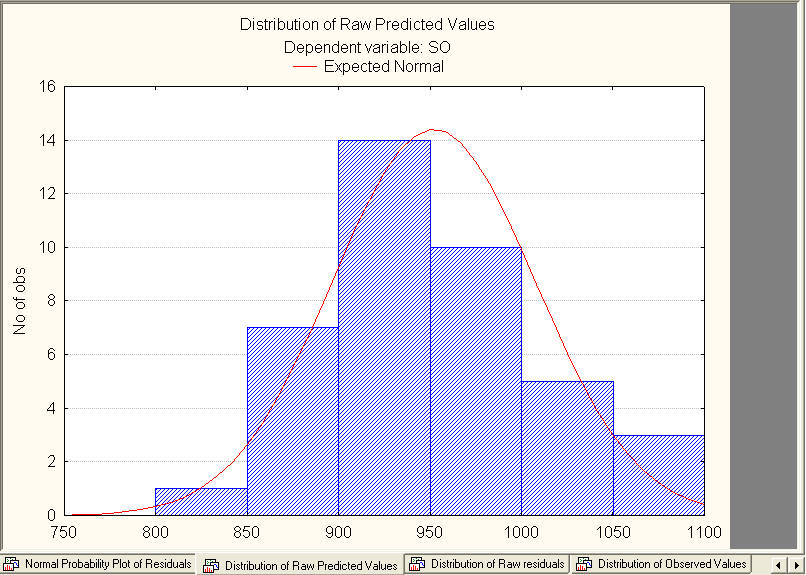 Distribution of Raw Predicted Values
Dependent variable: SO
Expected Normal
16
14
12
10
8
6
4
2
0
No of obs
750 800 850 900 950 1000 1050 1100
Normal Probability Plot of Residuals
Distribution of Raw Predicted Values
Distribution of Raw residuals
Distribution of Observed Values